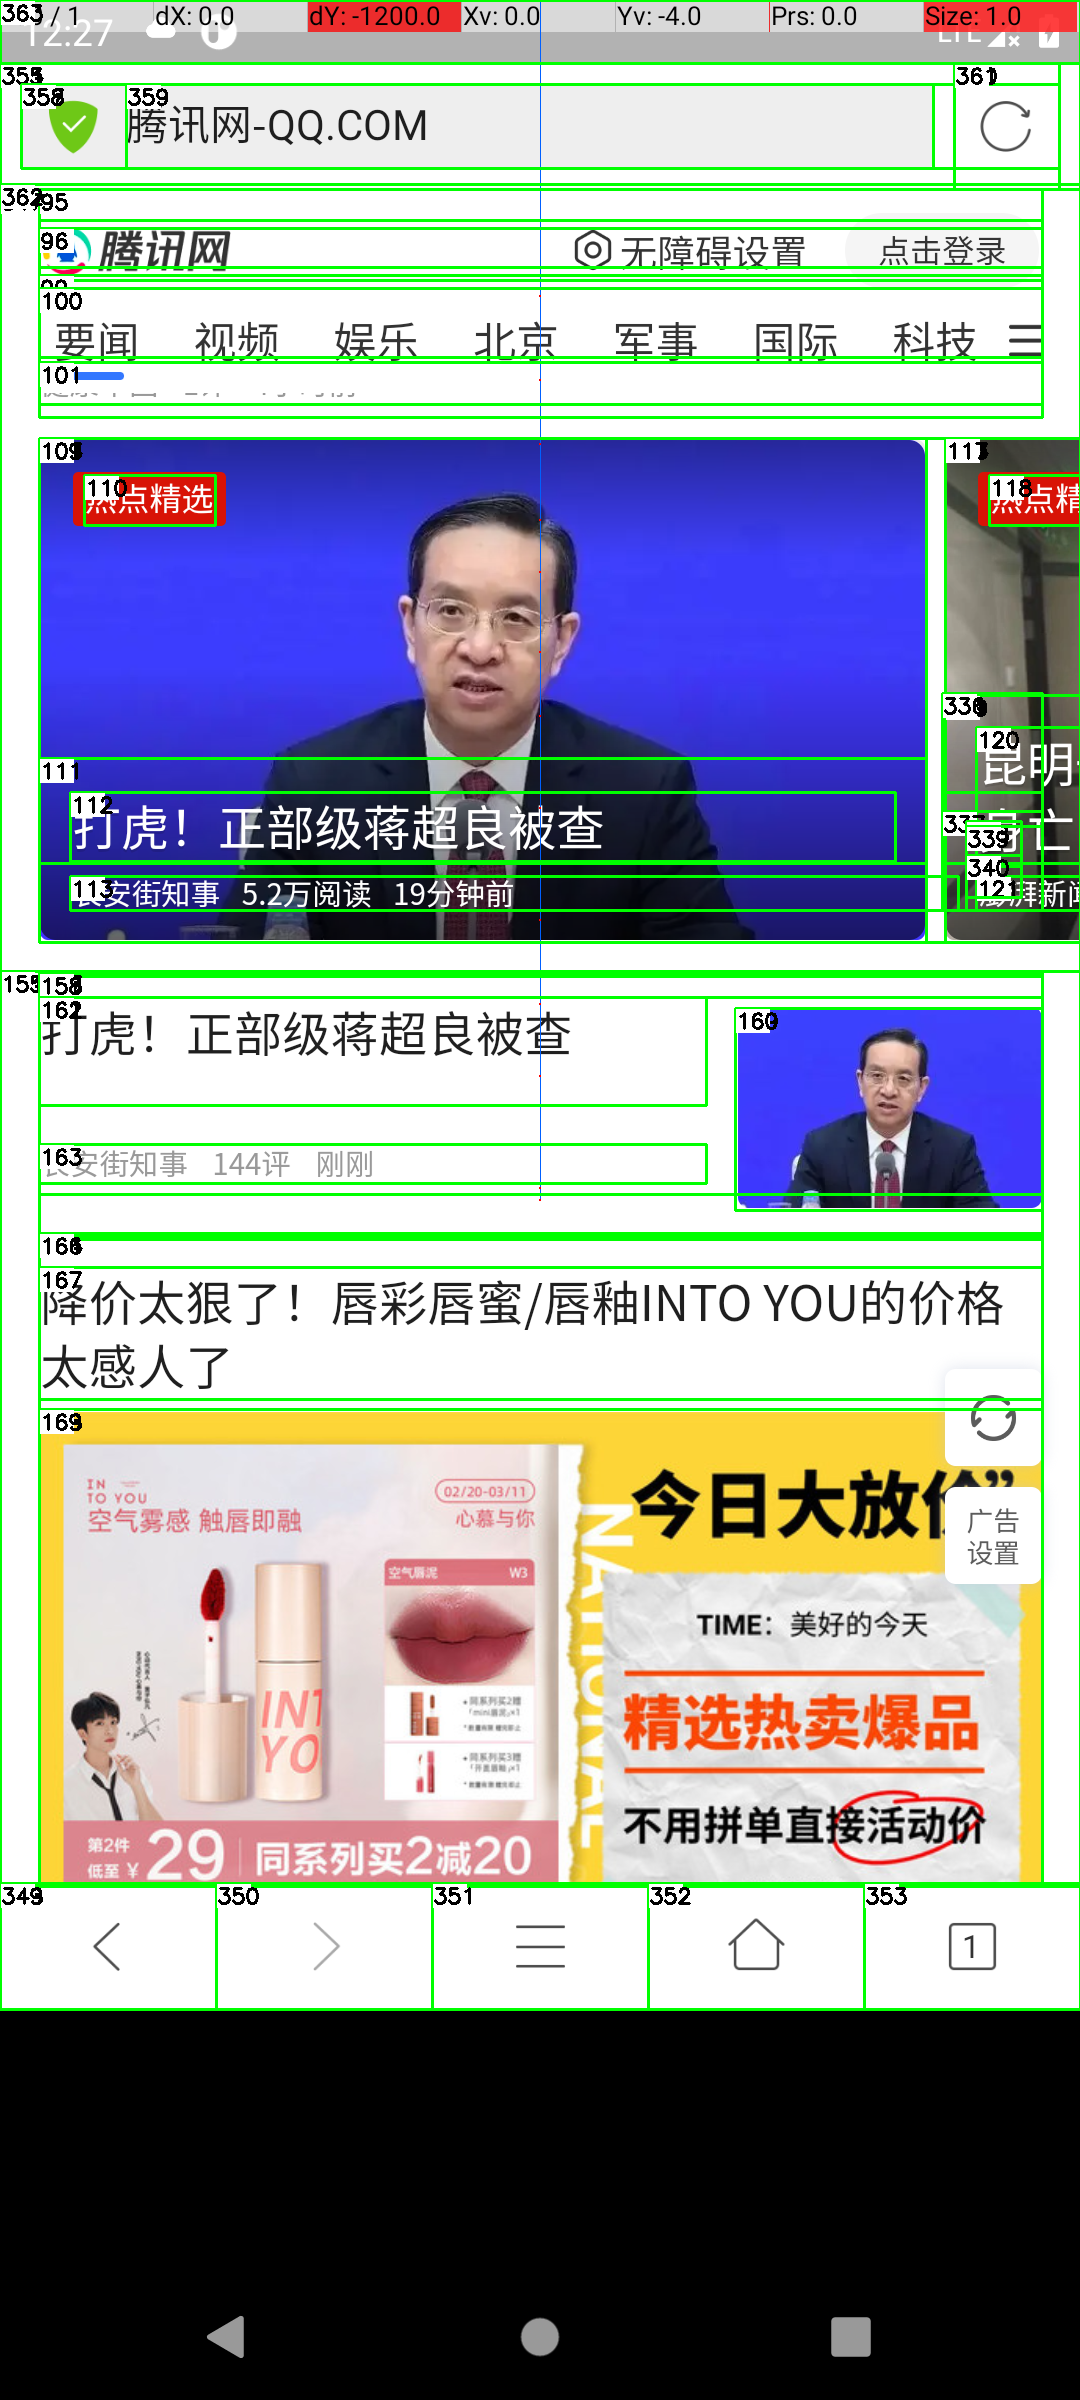 / 1 dX: 0.0 dY: -1200.0 Xv: 0.0 Yv: -4.0 Prs: 0.0 Size: 1.0
363
12:27 LTE
358 359 361
腾讯网-QQ.COM
362 95
96
腾讯网 无障碍设置 点击登录
100
要闻 视频 娱乐 北京 军事 国际 科技
101
109 117
110 118
热点精选 热点精
336
111 120
昆明
112
打虎！正部级蒋超良被查
339
340
113 121
长安街知事 5.2万阅读 19分钟前
澎湃新闻
155 158
162 160
打虎！正部级蒋超良被查
163
长安街知事 144评 刚刚
166
167
降价太狠了！唇彩唇蜜/唇釉INTO YOU的价格
太感人了
169
IN
TO YOU
空气雾感 触唇即融
02/20-03/11
心慕与你
空气唇泥 W3
INT
YO
第2件
低至 ¥ 29 同系列买2减20
NATIONAL
今日大放价”
TIME：美好的今天
精选热卖爆品
不用拼单直接活动价
广告
设置
349 350 351 352 353
1